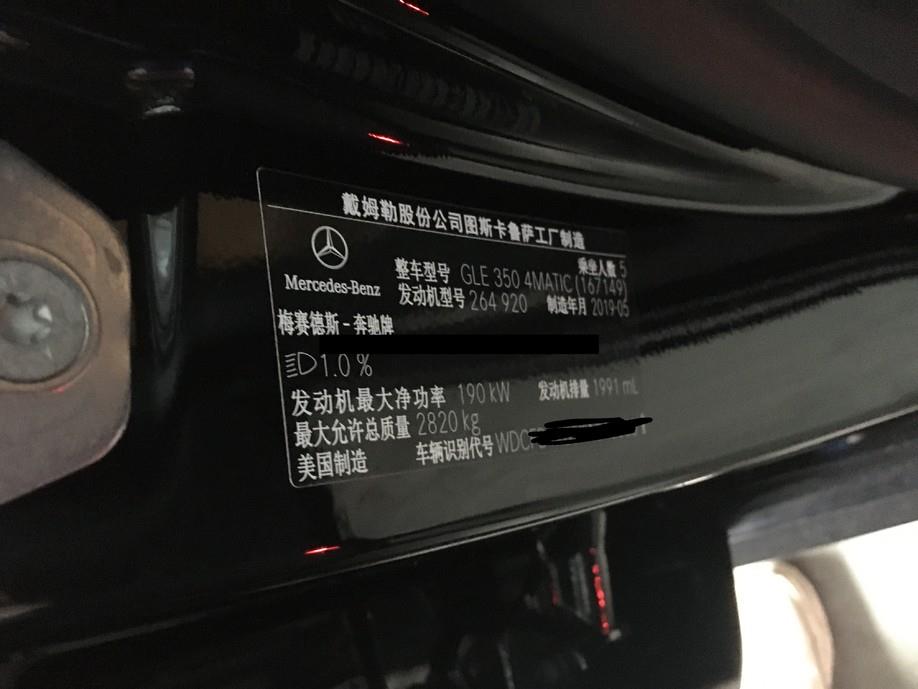 戴姆勒股份公司图斯卡鲁萨工厂制造
乘坐人数 5
Mercedes-Benz
整车型号 GLE 350 4MATIC (167149)
发动机型号 264 920 制造年月 2019-05
梅赛德斯 - 奔驰牌
1.0 %
发动机最大净功率 190 kW 发动机排量 1991 mL
最大允许总质量 2820 kg
美国制造 车辆识别代号